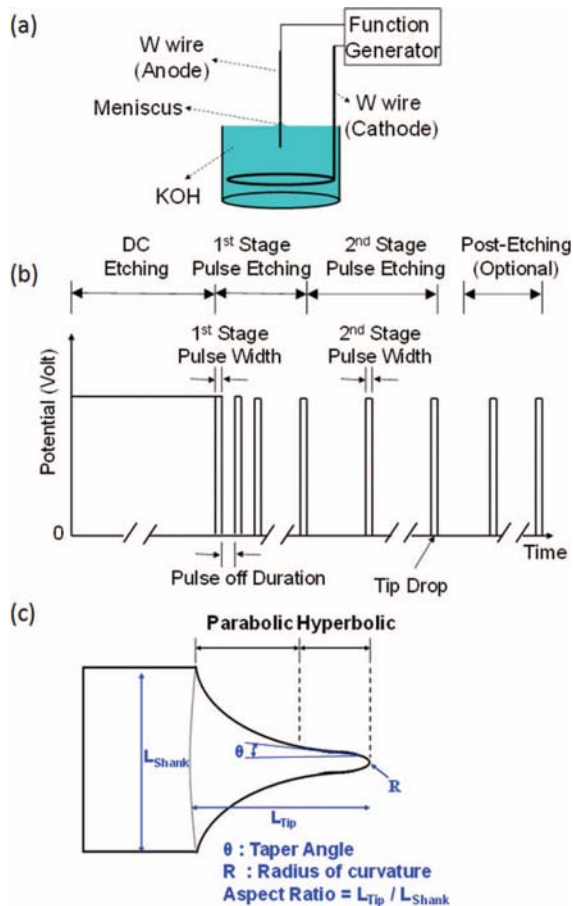 (a)
Function
Generator
W wire
(Anode)
Meniscus
W wire
(Cathode)
KOH
(b)
DC
Etching
1st Stage
Pulse Etching
2nd Stage
Pulse Etching
Post-Etching
(Optional)
1st Stage
Pulse Width
2nd Stage
Pulse Width
Potential (Volt)
0
Time
Pulse off Duration
Tip Drop
(c)
Parabolic Hyperbolic
LShank
θ
R
LTip
θ : Taper Angle
R : Radius of curvature
Aspect Ratio = LTip / LShank